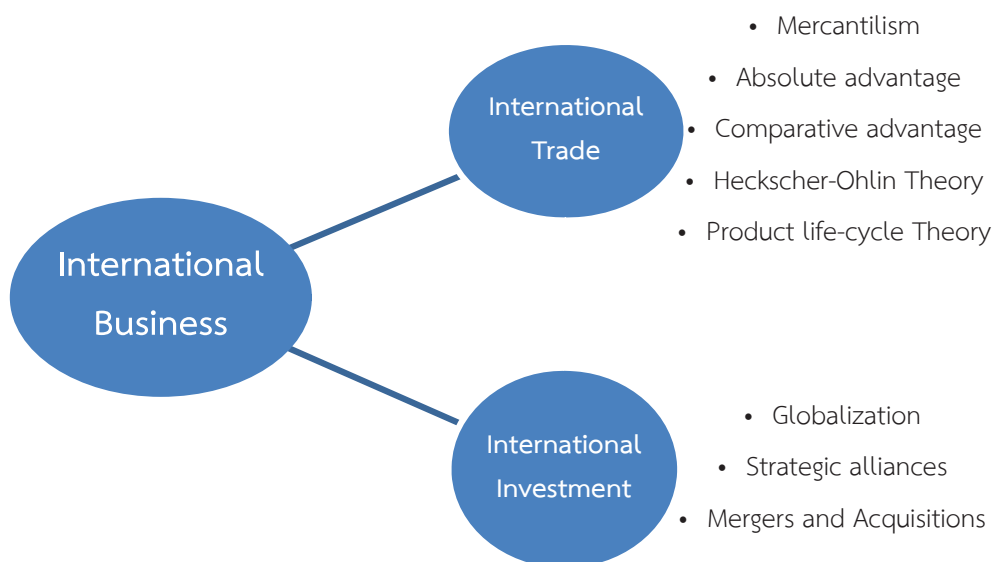 International
Business
International
Trade
• Mercantilism
• Absolute advantage
• Comparative advantage
• Heckscher-Ohlin Theory
• Product life-cycle Theory
International
Investment
• Globalization
• Strategic alliances
• Mergers and Acquisitions